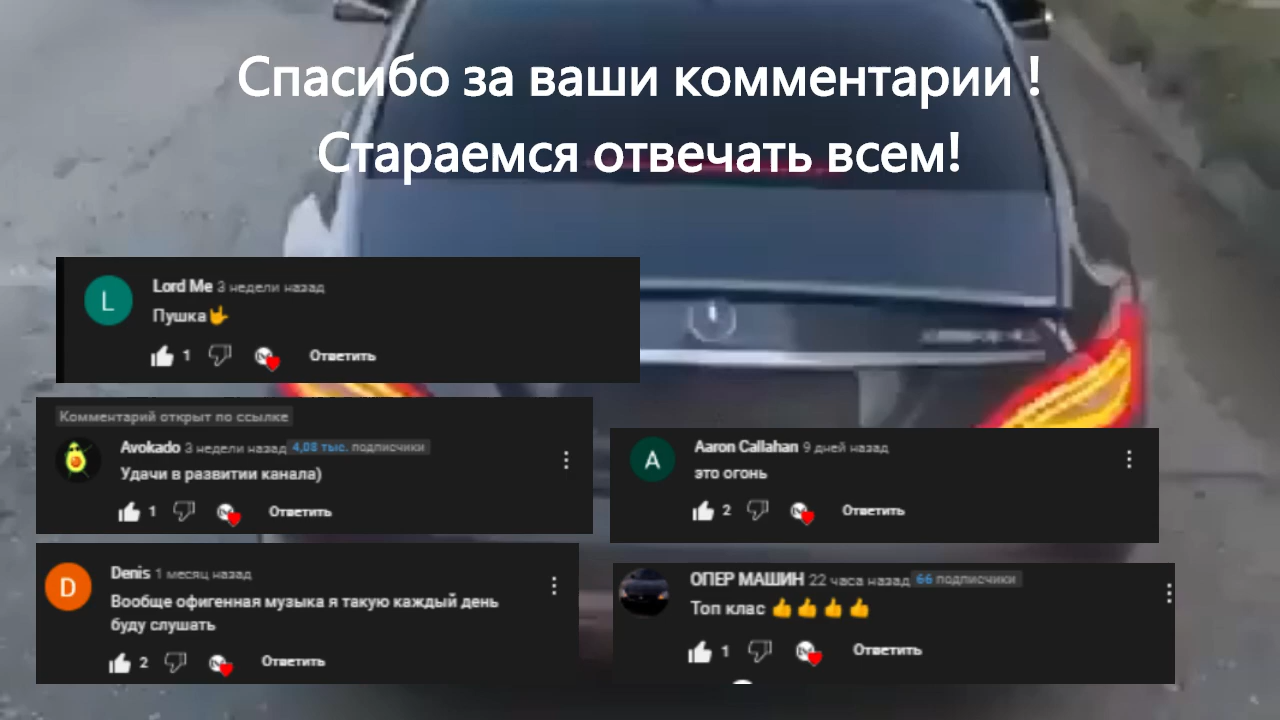 Спасибо за ваши комментарии !
Стараемся отвечать всем!
L
Lord Me 3 недели назад
Пушка🤟
1 Ответить
Комментарий открыт по ссылке
Avokado 3 недели назад 4,08 тыс. подписчики
Удачи в развитии канала)
1 Ответить
A
Aaron Callahan 9 дней назад
это огонь
2 Ответить
D
Denis 1 месяц назад
Вообще офигенная музыка я такую каждый день
буду слушать
2 Ответить
ОПЕР МАШИН 22 часа назад 66 подписчики
Топ клас 👍👍👍👍
1 Ответить